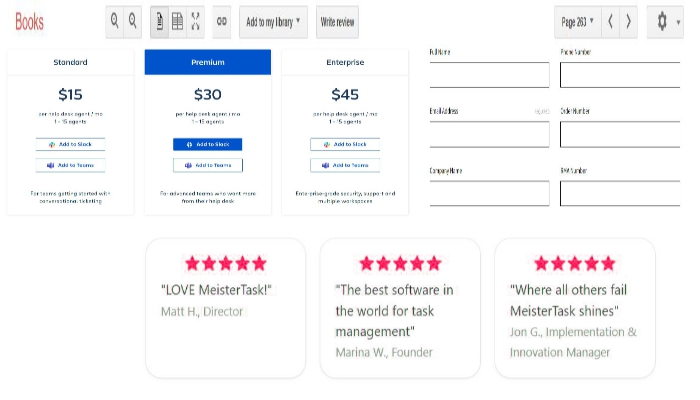 Books
Add to my library
Write review
Page 263
Standard
$15
per help desk agent / mo
1 - 15 agents
Add to Slack
Add to Teams
For teams getting started with
conversational ticketing
Premium
$30
per help desk agent / mo
1 - 15 agents
Add to Slack
Add to Teams
For advanced teams who want more
from their help desk
Enterprise
$45
per help desk agent / mo
1 - 15 agents
Add to Slack
Add to Teams
Enterprise-grade security, support and
multiple workspaces
Full Name
Phone Number
Email Address
required
Order Number
Company Name
RMA Number
"LOVE MeisterTask!"
Matt H., Director
"The best software in
the world for task
management"
Marina W., Founder
"Where all others fail
MeisterTask shines"
Jon G., Implementation &
Innovation Manager